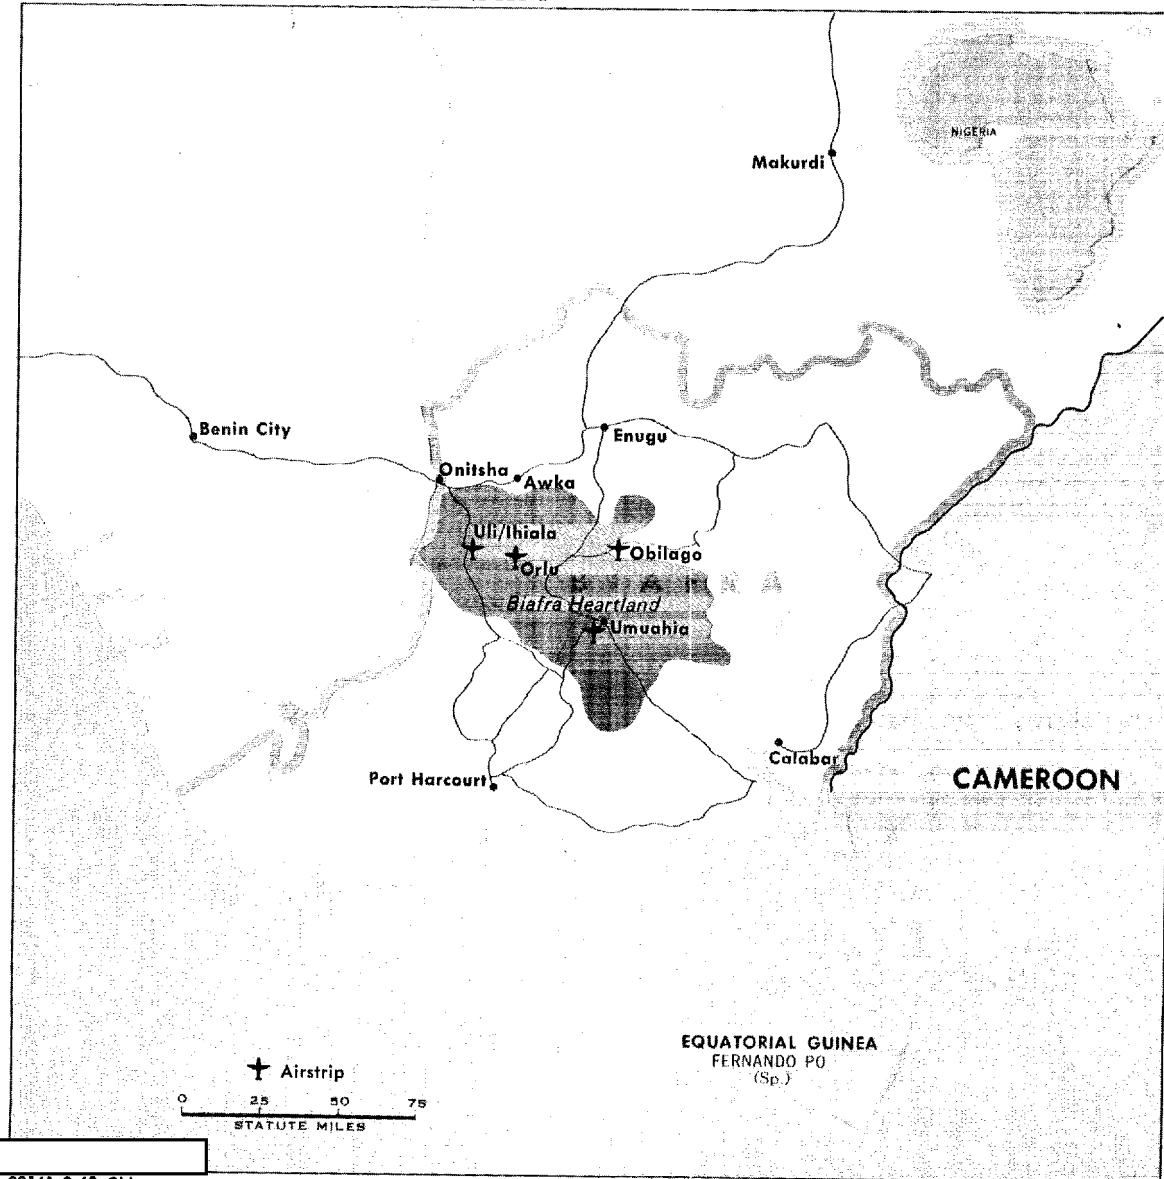 NIGERIA
Makurdi
Benin City
Enugu
Onitsha
Awka
Uli/Ihiala
Obilago
Orlu
BIAFRA
Biafra Heartland
Umuahia
Calabar
Port Harcourt
CAMEROON
EQUATORIAL GUINEA
FERNANDO PO
(Sp.)
Airstrip
0 25 50 75
STATUTE MILES